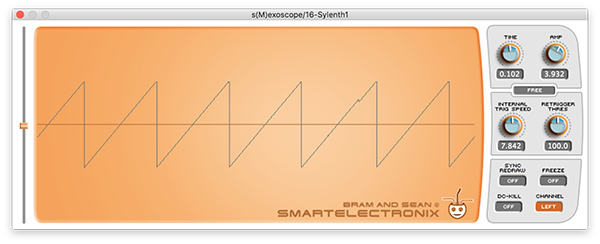 s(M)exoscope/16-Sylenth1
TIME AMP
0.102 3.932
FREE
INTERNAL TRIG SPEED
RETRIGGER THRES
7.842 100.0
SYNC REDRAW
FREEZE
OFF OFF
DC-KILL CHANNEL
OFF LEFT
BRAM AND SEAN @
SMARTELECTRONIX